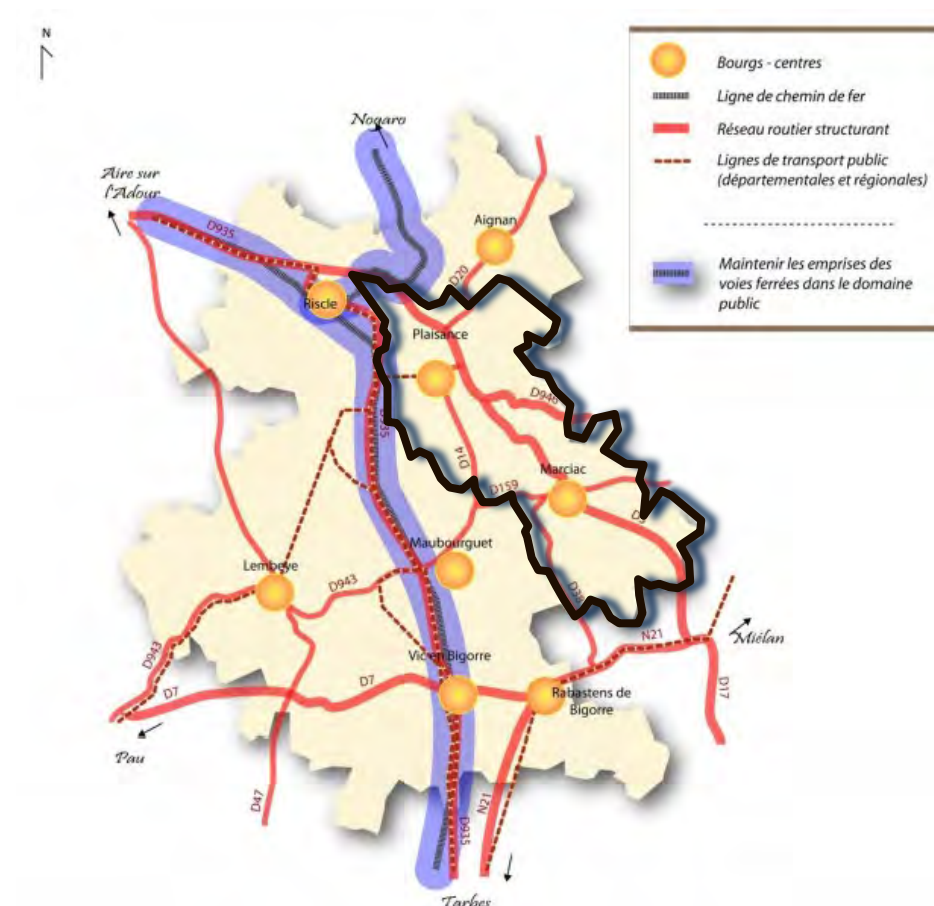 N
Bourgs - centres
Ligne de chemin de fer
Réseau routier structurant
Lignes de transport public
(départementales et régionales)
Maintenir les emprises des
voies ferrées dans le domaine
public
Nogaro
Aire sur
l'Adour
D935
Aignan
D20
Riscle
Plaisance
D946
D935
D14
Marciac
D159
Maubourguet
Lembeye
D943
D38
Miélan
N21
D943
Vic en Bigorre
D7
D7
Rabastens de
Bigorre
D17
Pau
D47
N21
D935
Tarbes